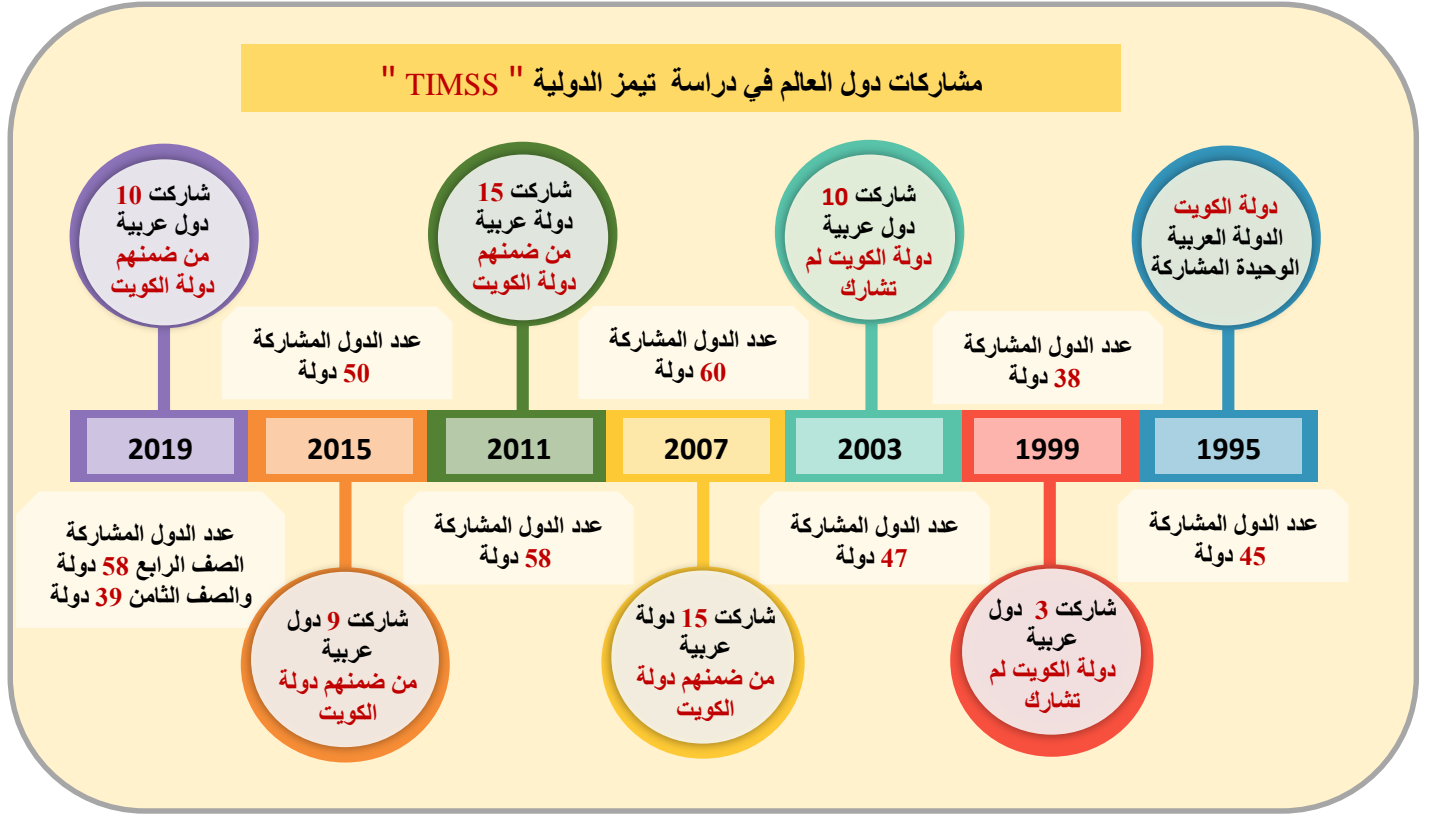 مشاركات دول العالم في دراسة تيمز الدولية " TIMSS "
دولة الكويت
الدولة العربية
الوحيدة المشاركة
1995
عدد الدول المشاركة
45 دولة
عدد الدول المشاركة
38 دولة
1999
شاركت 3 دول
عربية
دولة الكويت لم
تشارك
شاركت 10
دول عربية
دولة الكويت لم
تشارك
2003
عدد الدول المشاركة
47 دولة
عدد الدول المشاركة
60 دولة
2007
شاركت 15 دولة
عربية
من ضمنهم دولة
الكويت
شاركت 15
دولة عربية
من ضمنهم
دولة الكويت
2011
عدد الدول المشاركة
58 دولة
عدد الدول المشاركة
50 دولة
2015
شاركت 9 دول
عربية
من ضمنهم دولة
الكويت
شاركت 10
دول عربية
من ضمنهم
دولة الكويت
2019
عدد الدول المشاركة
الصف الرابع 58 دولة
والصف الثامن 39 دولة